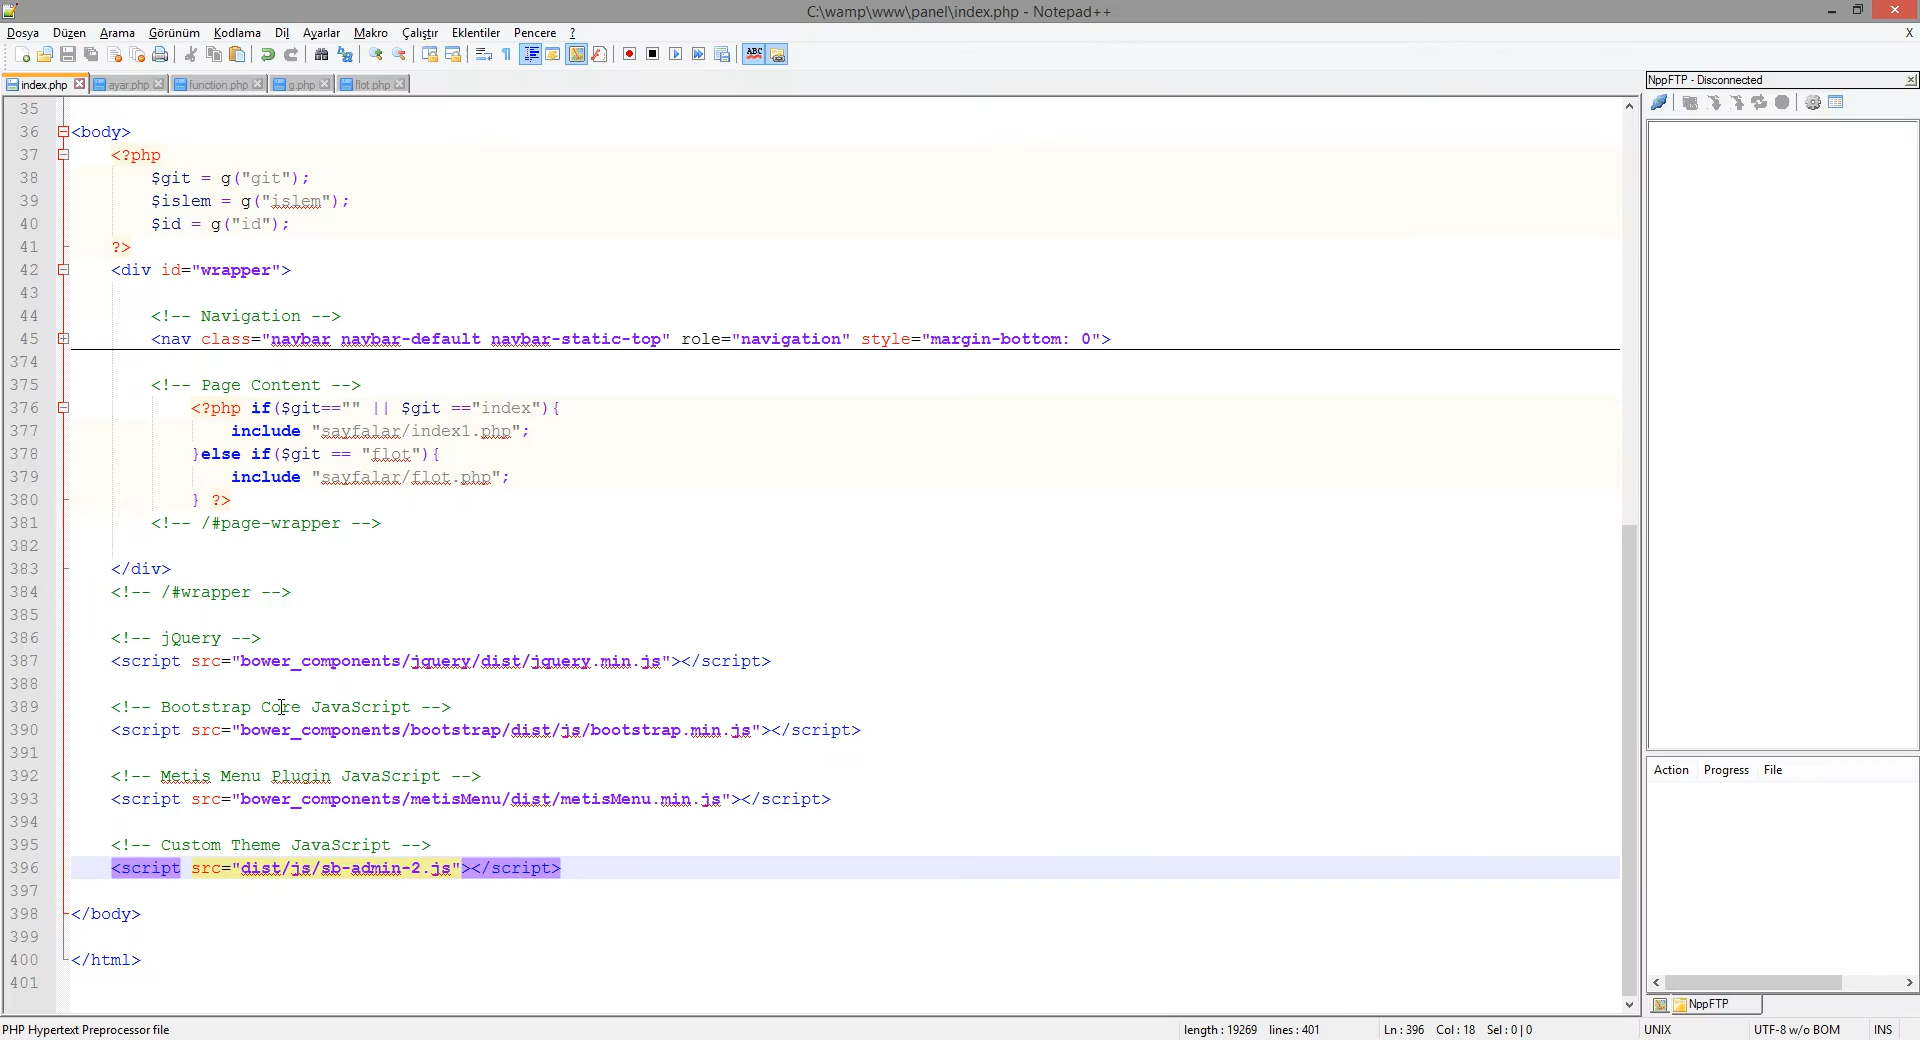 C:\wamp\www\panel\index.php - Notepad++
Dosya Düzen Arama Görünüm Kodlama Dil Ayarlar Makro Çalıştır Eklentiler Pencere ? X
ABC
index.php ayar.php function.php g.php flot.php
NppFTP - Disconnected
35
36 <body>
37 <?php
38 $git = g("git");
39 $islem = g("islem");
40 $id = g("id");
41 ?>
42 <div id="wrapper">
43
44 <!-- Navigation -->
45 <nav class="navbar navbar-default navbar-static-top" role="navigation" style="margin-bottom: 0">
374
375 <!-- Page Content -->
376 <?php if($git=="" || $git =="index"){
377 include "sayfalar/index1.php";
378 }else if($git == "flot"){
379 include "sayfalar/flot.php";
380 } ?>
381 <!-- /#page-wrapper -->
382
383 </div>
384 <!-- /#wrapper -->
385
386 <!-- jQuery -->
387 <script src="bower_components/jquery/dist/jquery.min.js"></script>
388
389 <!-- Bootstrap Core JavaScript -->
390 <script src="bower_components/bootstrap/dist/js/bootstrap.min.js"></script>
391
392 <!-- Metis Menu Plugin JavaScript -->
393 <script src="bower_components/metisMenu/dist/metisMenu.min.js"></script>
394
395 <!-- Custom Theme JavaScript -->
396 <script src="dist/js/sb-admin-2.js"></script>
397
398 </body>
399
400 </html>
401
Action Progress File
NppFTP
PHP Hypertext Preprocessor file length : 19269 lines : 401 Ln : 396 Col : 18 Sel : 0 | 0 UNIX UTF-8 w/o BOM INS